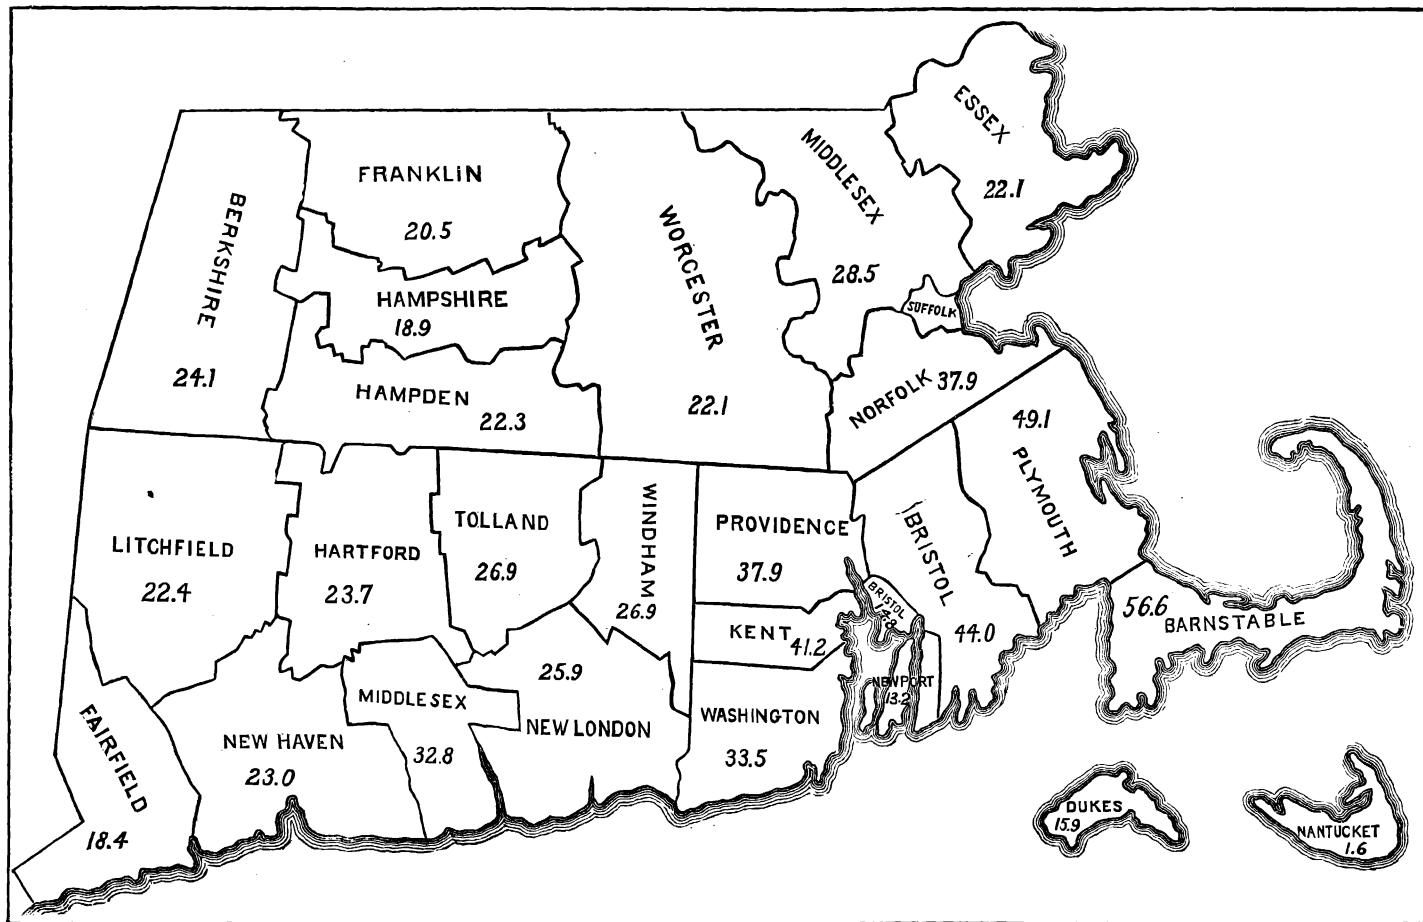 ESSEX
22.1
MIDDLESEX
28.5
FRANKLIN
20.5
BERKSHIRE
24.1
WORCESTER
22.1
HAMPSHIRE
18.9
SUFFOLK
HAMPDEN
22.3
NORFOLK 37.9
49.1
PLYMOUTH
LITCHFIELD
22.4
HARTFORD
23.7
TOLLAND
26.9
WINDHAM
26.9
PROVIDENCE
37.9
BRISTOL
44.0
BRISTOL
14.8
56.6
BARNSTABLE
KENT 41.2
NEWPORT
13.2
25.9
NEW LONDON
MIDDLESEX
32.8
WASHINGTON
33.5
FAIRFIELD
18.4
NEW HAVEN
23.0
DUKES
15.9
NANTUCKET
1.6